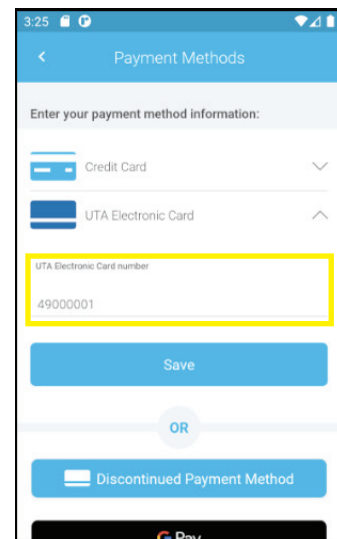 3:25
Payment Methods
Enter your payment method information:
Credit Card
UTA Electronic Card
UTA Electronic Card number
49000001
Save
OR
Discontinued Payment Method
G Pay